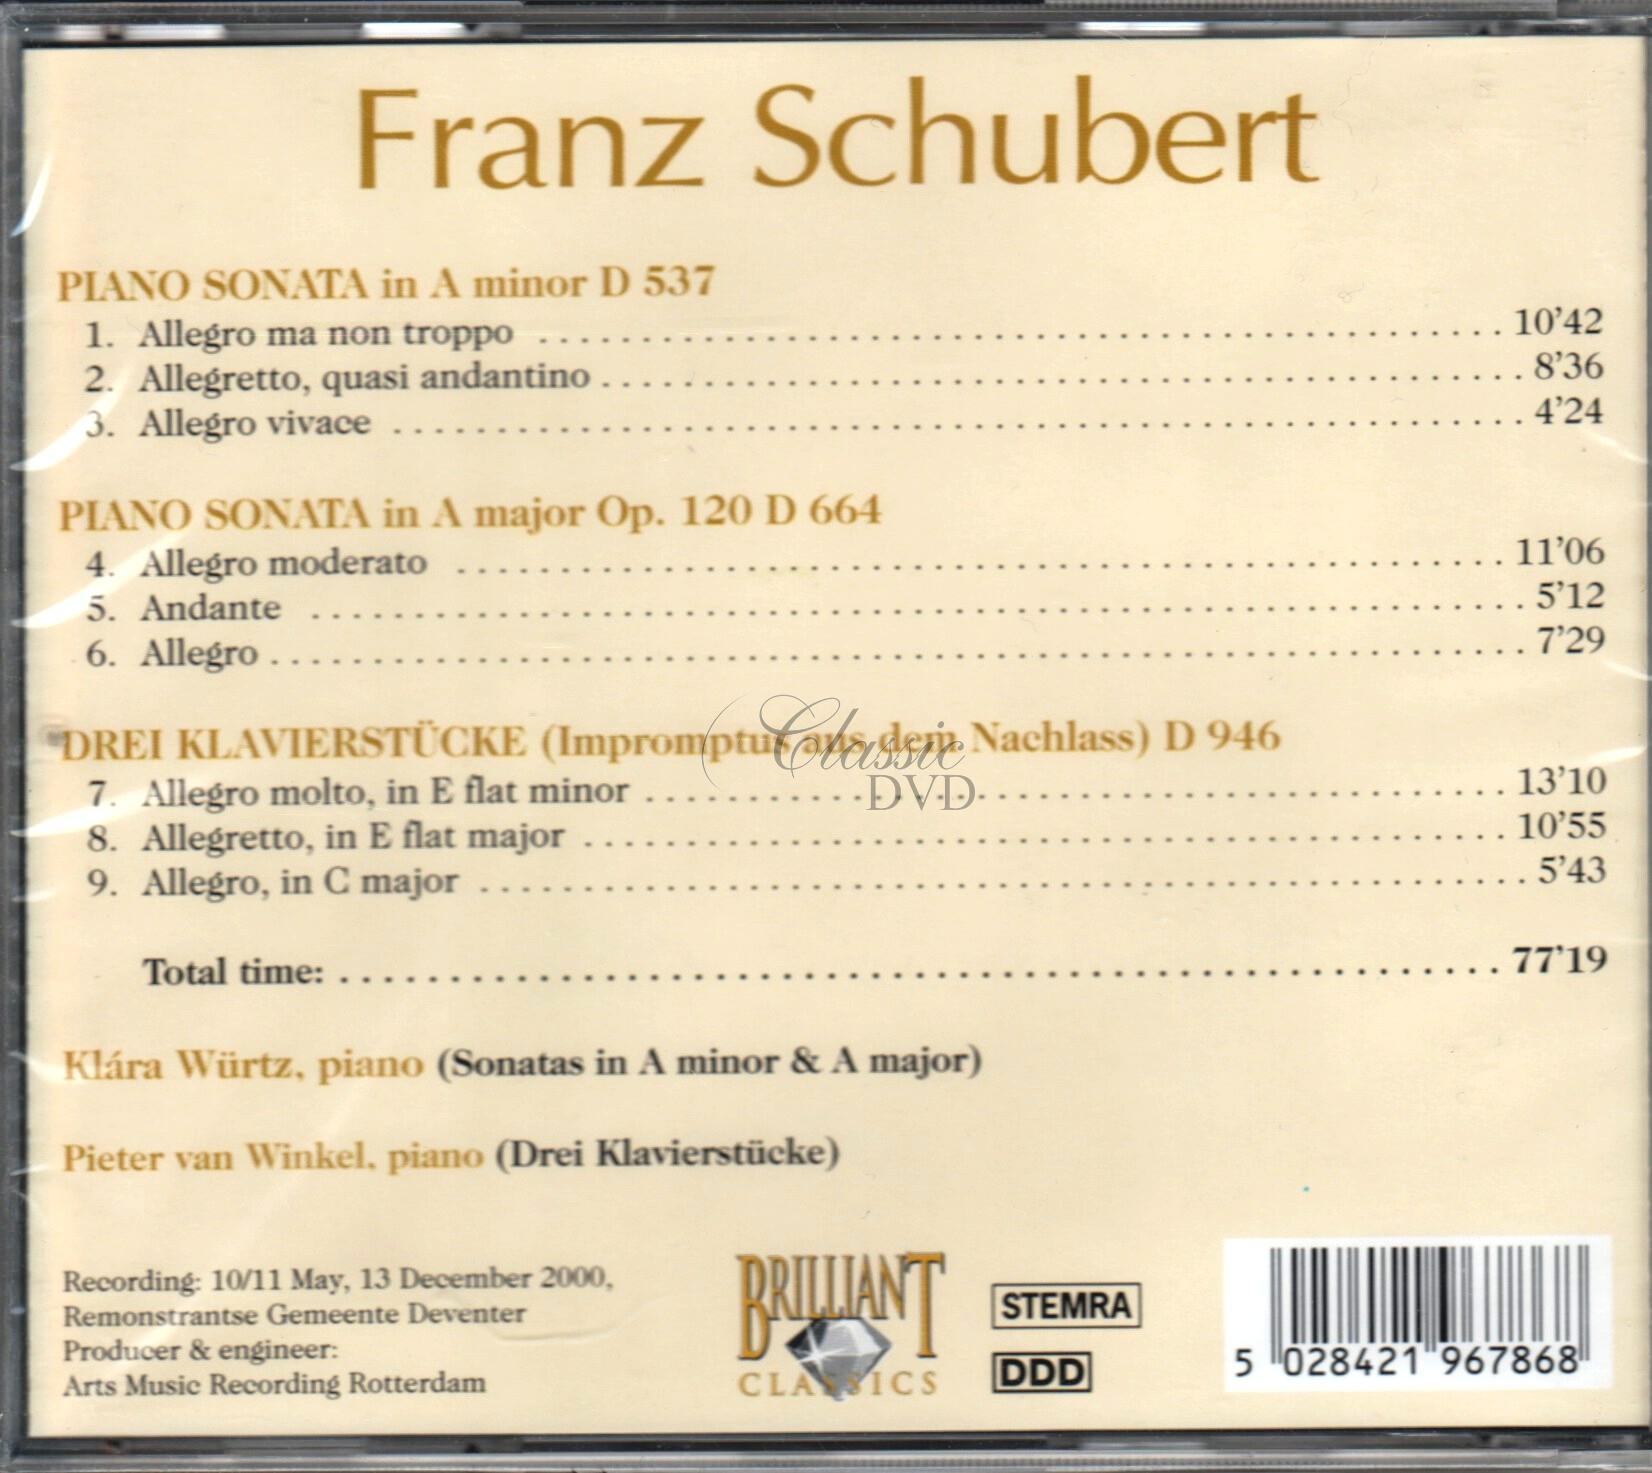 Franz Schubert
PIANO SONATA in A minor D 537
1. Allegro ma non troppo 10'42
2. Allegretto, quasi andantino 8'36
3. Allegro vivace 4'24
PIANO SONATA in A major Op. 120 D 664
4. Allegro moderato 11'06
5. Andante 5'12
6. Allegro 7'29
DREI KLAVIERSTÜCKE (Impromptus aus dem Nachlass) D 946
Classic
DVD
7. Allegro molto, in E flat minor 13'10
8. Allegretto, in E flat major 10'55
9. Allegro, in C major 5'43
Total time: 77'19
Klára Würtz, piano (Sonatas in A minor & A major)
Pieter van Winkel, piano (Drei Klavierstücke)
Recording: 10/11 May, 13 December 2000,
Remonstrantse Gemeente Deventer
Producer & engineer:
Arts Music Recording Rotterdam
BRILLIANT
CLASSICS
STEMRA
DDD
5 028421 967868